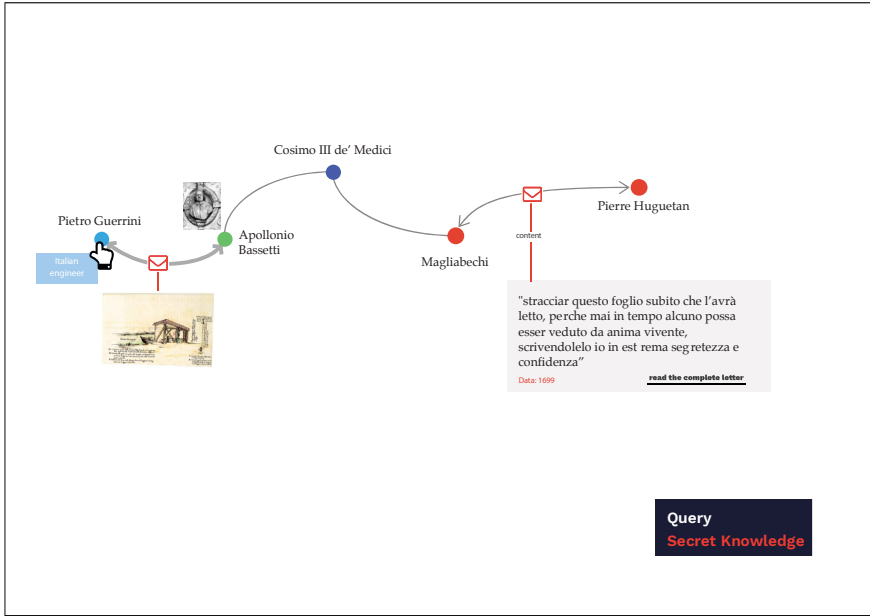 Cosimo III de’ Medici
Pietro Guerrini
Apollonio
Bassetti
Italian
engineer
Magliabechi
Pierre Huguetan
content
"stracciar questo foglio subito che l’avrà
letto, perche mai in tempo alcuno possa
esser veduto da anima vivente,
scrivendolelo io in est rema segretezza e
confidenza”
Data: 1699
read the complete letter
Query
Secret Knowledge